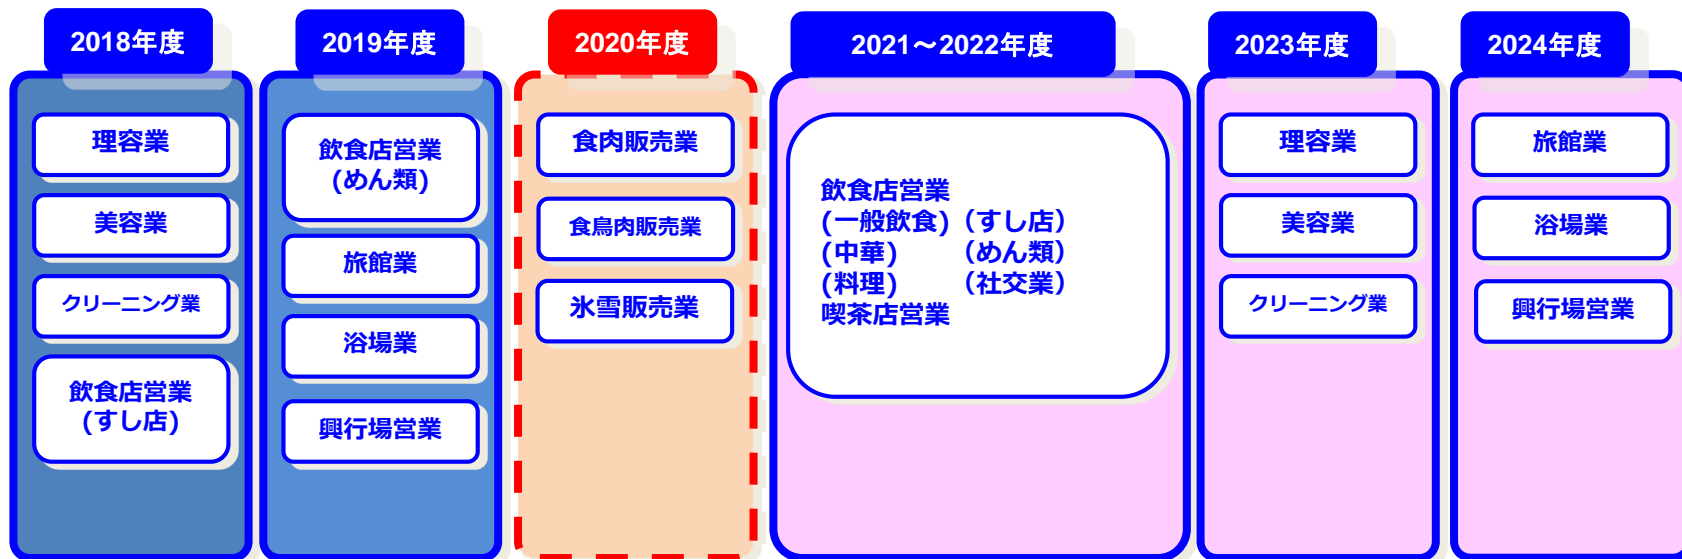 2018年度
理容業
美容業
クリーニング業
飲食店営業
(すし店)
2019年度
飲食店営業
(めん類)
旅館業
浴場業
興行場営業
2020年度
食肉販売業
食鳥肉販売業
氷雪販売業
2021～2022年度
飲食店営業
(一般飲食)（すし店）
(中華)　　（めん類）
(料理)　　（社交業）
喫茶店営業
2023年度
理容業
美容業
クリーニング業
2024年度
旅館業
浴場業
興行場営業